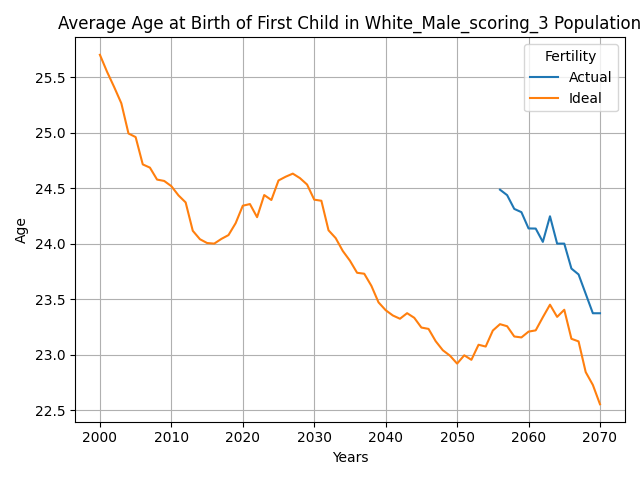 Average Age at Birth of First Child in White_Male_scoring_3 Population
Fertility
Actual
Ideal
25.5
25.0
24.5
24.0
23.5
23.0
22.5
Age
2000 2010 2020 2030 2040 2050 2060 2070
Years